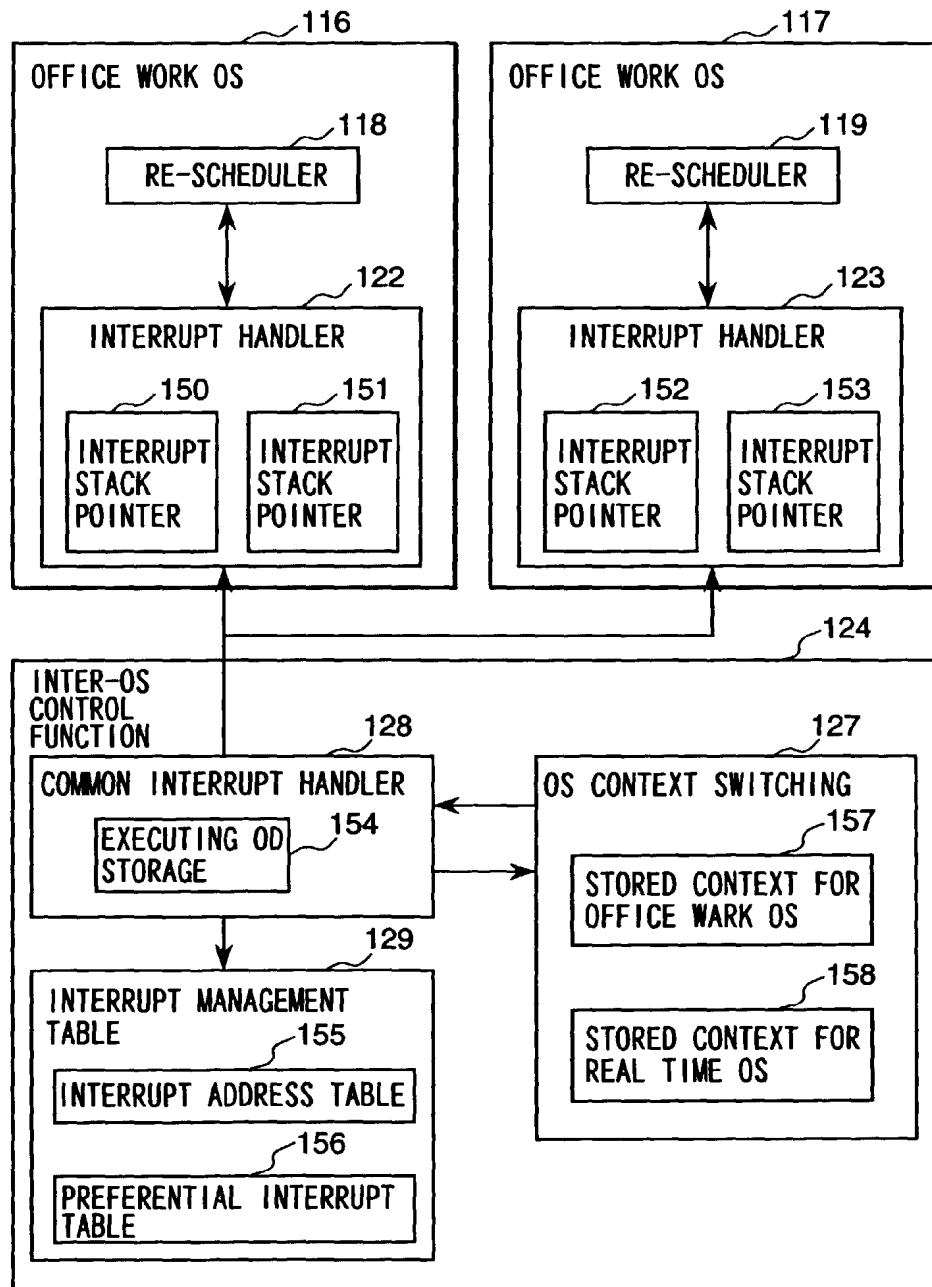 116
OFFICE WORK OS
118
RE-SCHEDULER
122
INTERRUPT HANDLER
150
INTERRUPT
STACK
POINTER
151
INTERRUPT
STACK
POINTER
117
OFFICE WORK OS
119
RE-SCHEDULER
123
INTERRUPT HANDLER
152
INTERRUPT
STACK
POINTER
153
INTERRUPT
STACK
POINTER
124
INTER-OS
CONTROL
FUNCTION
128
COMMON INTERRUPT HANDLER
EXECUTING OD
STORAGE
154
127
OS CONTEXT SWITCHING
157
STORED CONTEXT FOR
OFFICE WARK OS
158
STORED CONTEXT FOR
REAL TIME OS
129
INTERRUPT MANAGEMENT
TABLE
155
INTERRUPT ADDRESS TABLE
156
PREFERENTIAL INTERRUPT
TABLE